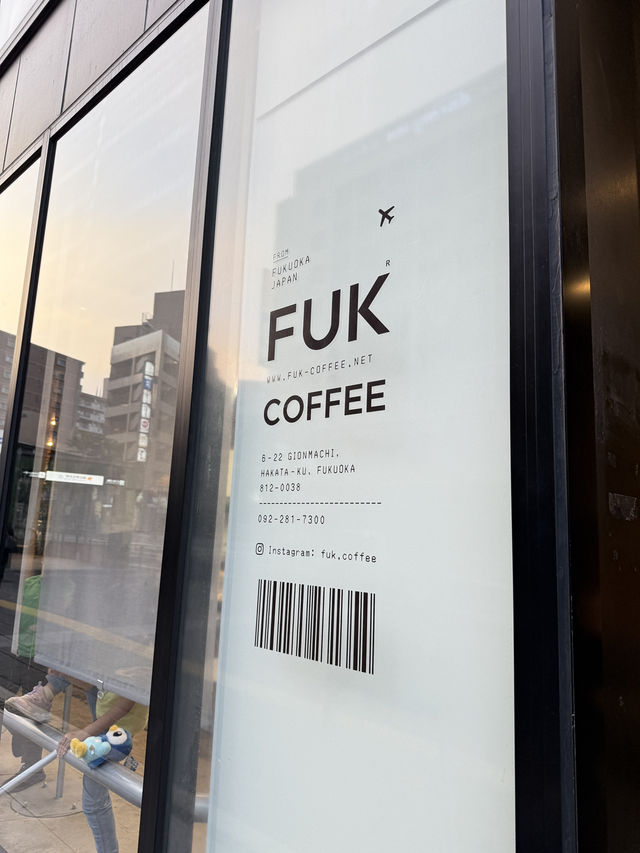 FROM
FUKUOKA
JAPAN
R
FUK
WWW.FUK-COFFEE.NET
COFFEE
6-22 GIONMACHI,
HAKATA-KU, FUKUOKA
812-0038
092-281-7300
Instagram: fuk.coffee